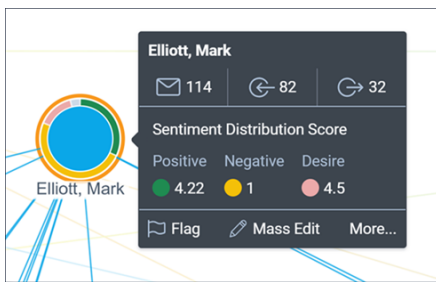 Elliott, Mark
114 82 32
Sentiment Distribution Score
Positive Negative Desire
4.22 1 4.5
Elliott, Mark
Flag Mass Edit More...